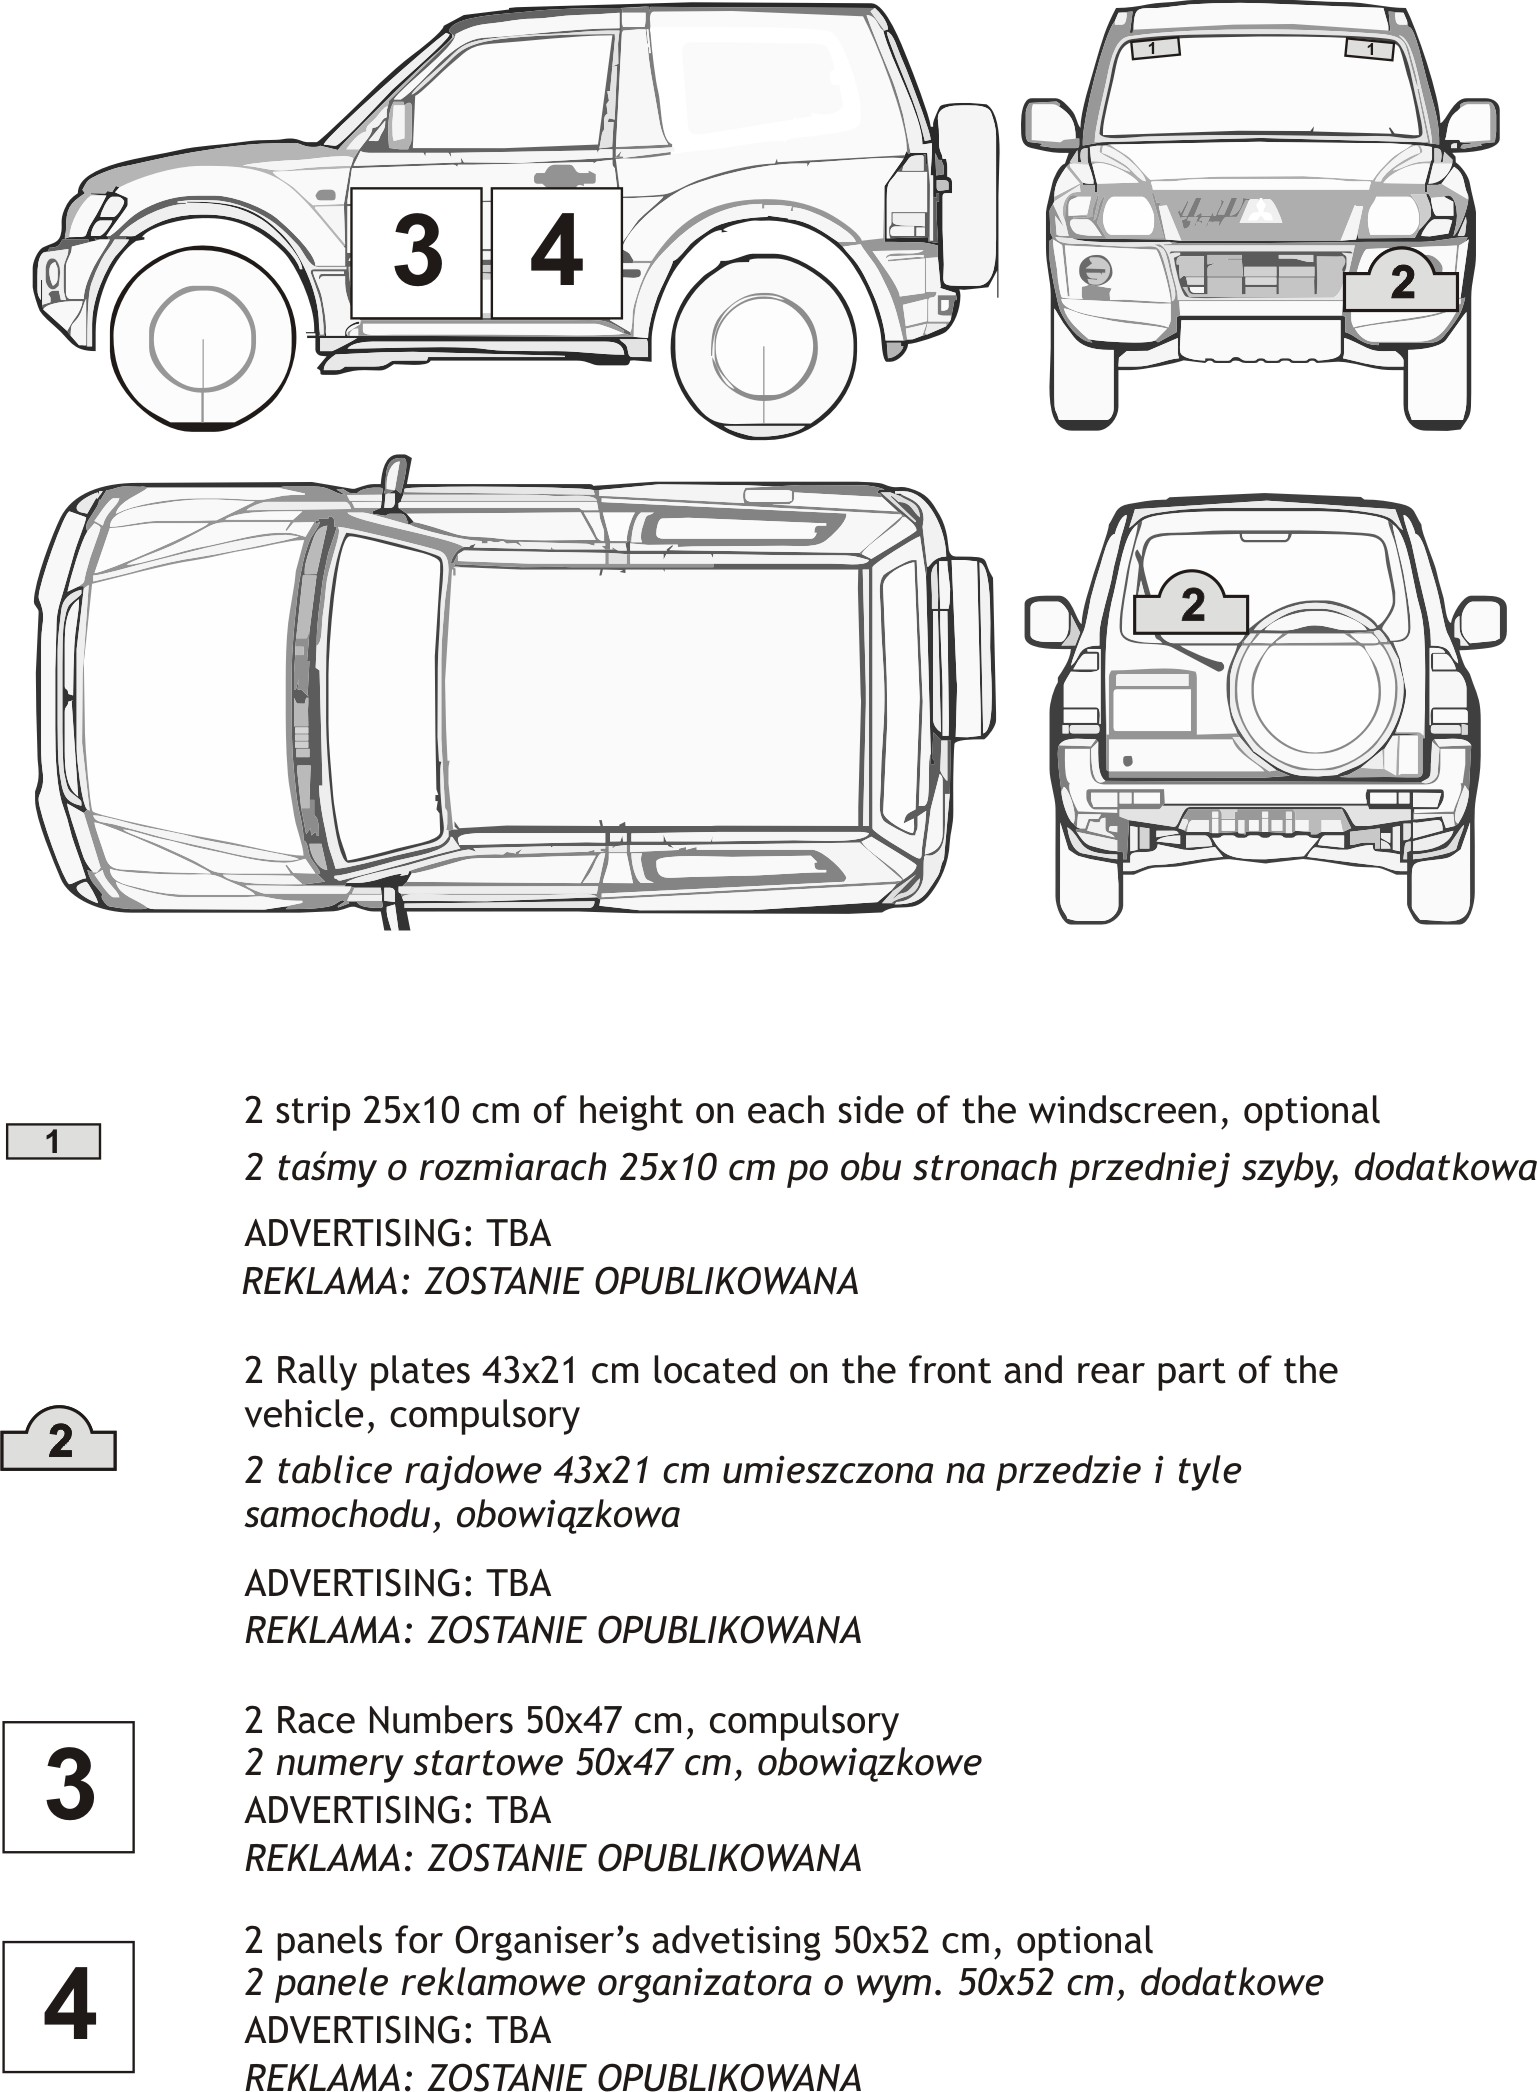 1
1
3
4
2
2
1
2 strip 25x10 cm of height on each side of the windscreen, optional
2 taśmy o rozmiarach 25x10 cm po obu stronach przedniej szyby, dodatkowa
ADVERTISING: TBA
REKLAMA: ZOSTANIE OPUBLIKOWANA
2
2 Rally plates 43x21 cm located on the front and rear part of the
vehicle, compulsory
2 tablice rajdowe 43x21 cm umieszczona na przedzie i tyle
samochodu, obowiązkowa
ADVERTISING: TBA
REKLAMA: ZOSTANIE OPUBLIKOWANA
3
2 Race Numbers 50x47 cm, compulsory
2 numery startowe 50x47 cm, obowiązkowe
ADVERTISING: TBA
REKLAMA: ZOSTANIE OPUBLIKOWANA
4
2 panels for Organiser’s advetising 50x52 cm, optional
2 panele reklamowe organizatora o wym. 50x52 cm, dodatkowe
ADVERTISING: TBA
REKLAMA: ZOSTANIE OPUBLIKOWANA